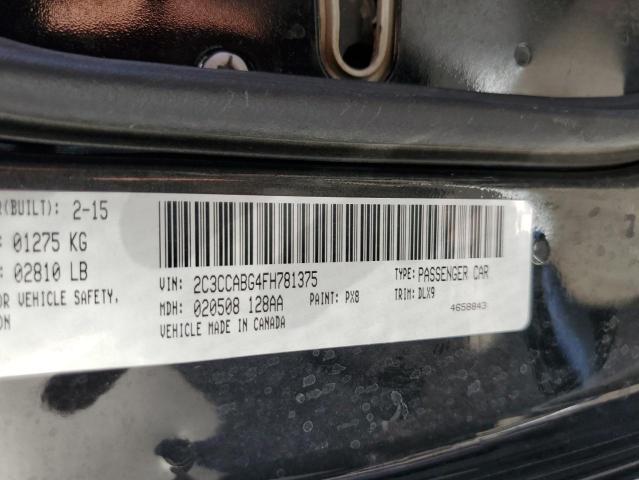 R(BUILT): 2-15
: 01275 KG
: 02810 LB
OR VEHICLE SAFETY,
ON
VIN: 2C3CCABG4FH781375
TYPE: PASSENGER CAR
MDH: 020508 128AA
PAINT: PX8
TRIM: DLX9
VEHICLE MADE IN CANADA
4658843